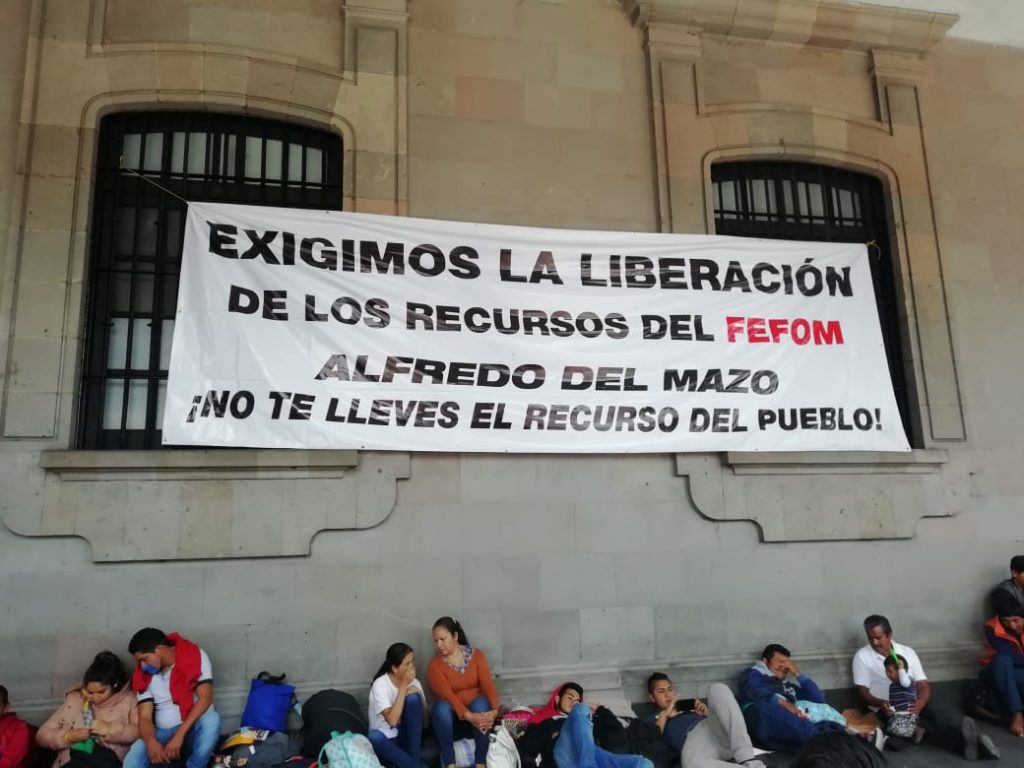 EXIGIMOS LA LIBERACIÓN
DE LOS RECURSOS DEL FEFOM
ALFREDO DEL MAZO
¡NO TE LLEVES EL RECURSO DEL PUEBLO!